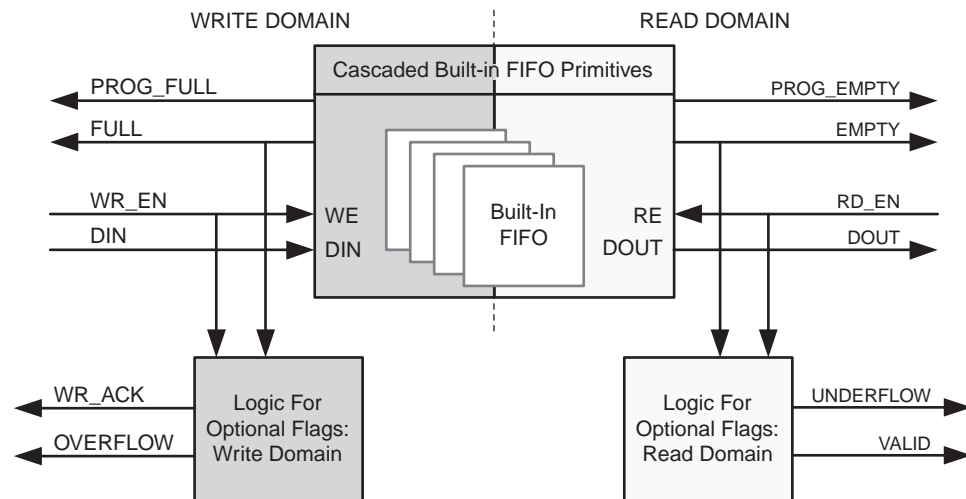 WRITE DOMAIN
READ DOMAIN
Cascaded Built-in FIFO Primitives
PROG_FULL
PROG_EMPTY
FULL
EMPTY
WR_EN
WE
RE
RD_EN
DIN
DIN
DOUT
DOUT
Built-In
FIFO
WR_ACK
OVERFLOW
Logic For
Optional Flags:
Write Domain
Logic For
Optional Flags:
Read Domain
UNDERFLOW
VALID